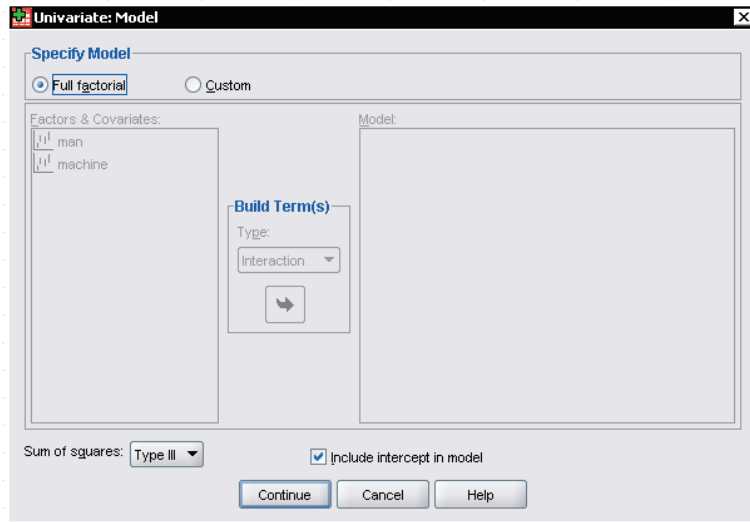 Univariate: Model
Specify Model
Full factorial
Custom
Factors & Covariates:
Model:
man
machine
Build Term(s)
Type:
Interaction
Sum of squares:
Type III
Include intercept in model
Continue
Cancel
Help